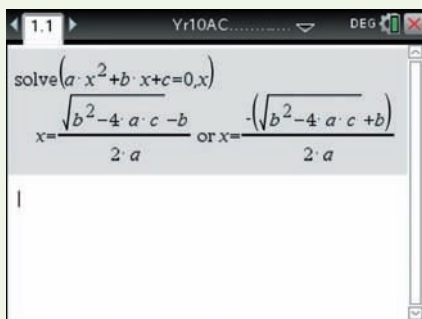 1.1 Yr10AC............ DEG
solve(a·x²+b·x+c=0,x)
x=(√(b²-4·a·c)-b)/(2·a) or x=-(√(b²-4·a·c)+b)/(2·a)